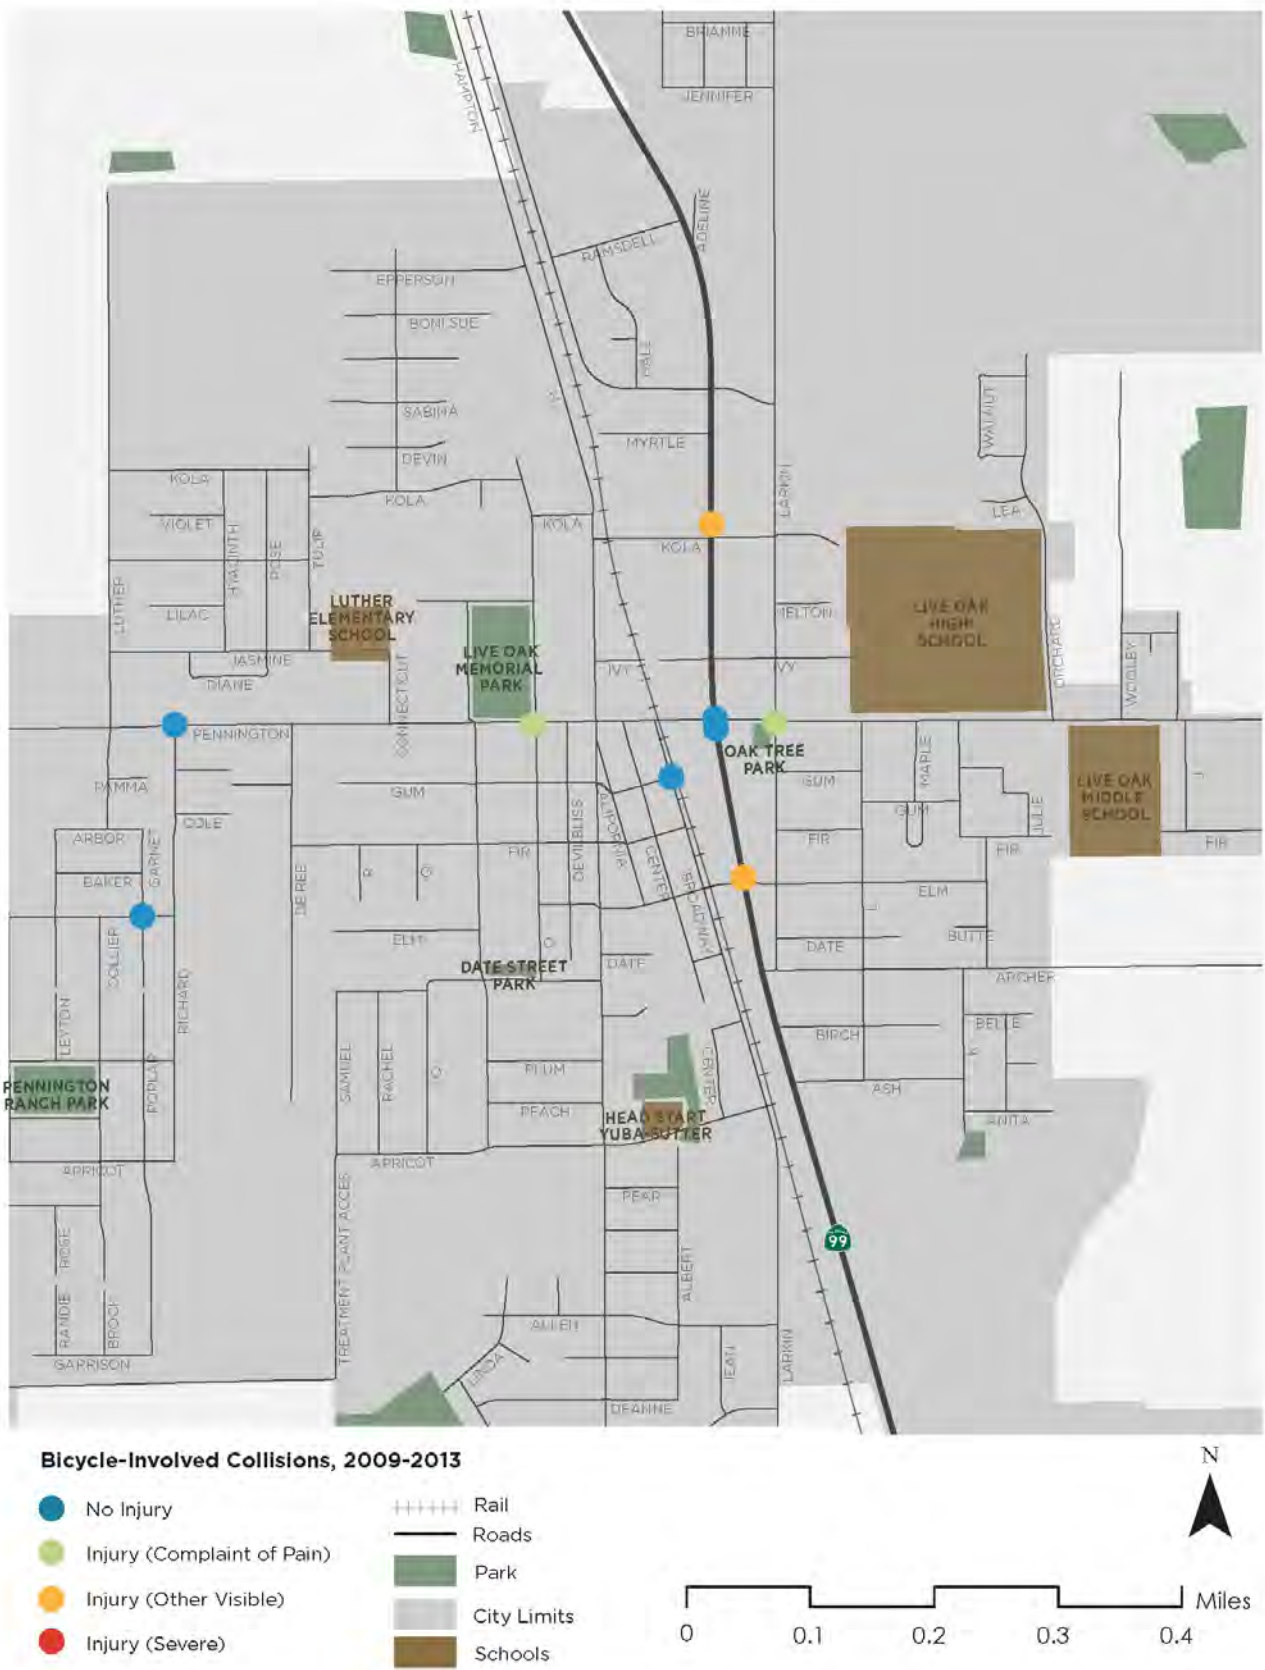 BRIANNE
JENNIFER
HAMPTON
ADELINE
RAMSDELL
EPPERSON
BONI SUE
SABINA
DEVIN
MYRTLE
WALNUT
LARKIN
LEA
KOLA
KOLA
KOLA
KOLA
VIOLET
HYACINTH
TULIP
LUTHER
LILAC
JASMINE
DIANE
LUTHER
ELEMENTARY
SCHOOL
LIVE OAK
MEMORIAL
PARK
MELTON
LIVE OAK
HIGH
SCHOOL
IVY
IVY
ORCHARD
WOOLEY
CONNECTICUT
PENNINGTON
OAK TREE
PARK
MAPLE
PAMMA
GUM
GUM
GUM
LIVE OAK
MIDDLE
SCHOOL
JULIE
ARBOR
COLE
GARNET
BAKER
FIR
FIR
FIR
FIR
DEVILBLISS
CENTER
BROADWAY
ELM
ELM
COLLIER
BUTTE
DATE
DATE
DATE STREET
PARK
ARCHER
LEYTON
RICHARD
SAMUEL
RACHEL
BIRCH
BELLE
PLUM
PEACH
CENTER
ASH
ANITA
PENNINGTON
RANCH PARK
POPLAR
HEAD START
YUBA-SUTTER
APRICOT
APRICOT
PEAR
ROSE
RANDIE
BROCK
GARRISON
TREATMENT PLANT ACCES
ALBERT
99
ALLEN
LINDA
JEAN
LARKIN
DEANNE
Bicycle-Involved Collisions, 2009-2013
No Injury
Injury (Complaint of Pain)
Injury (Other Visible)
Injury (Severe)
Rail
Roads
Park
City Limits
Schools
N
Miles
0 0.1 0.2 0.3 0.4